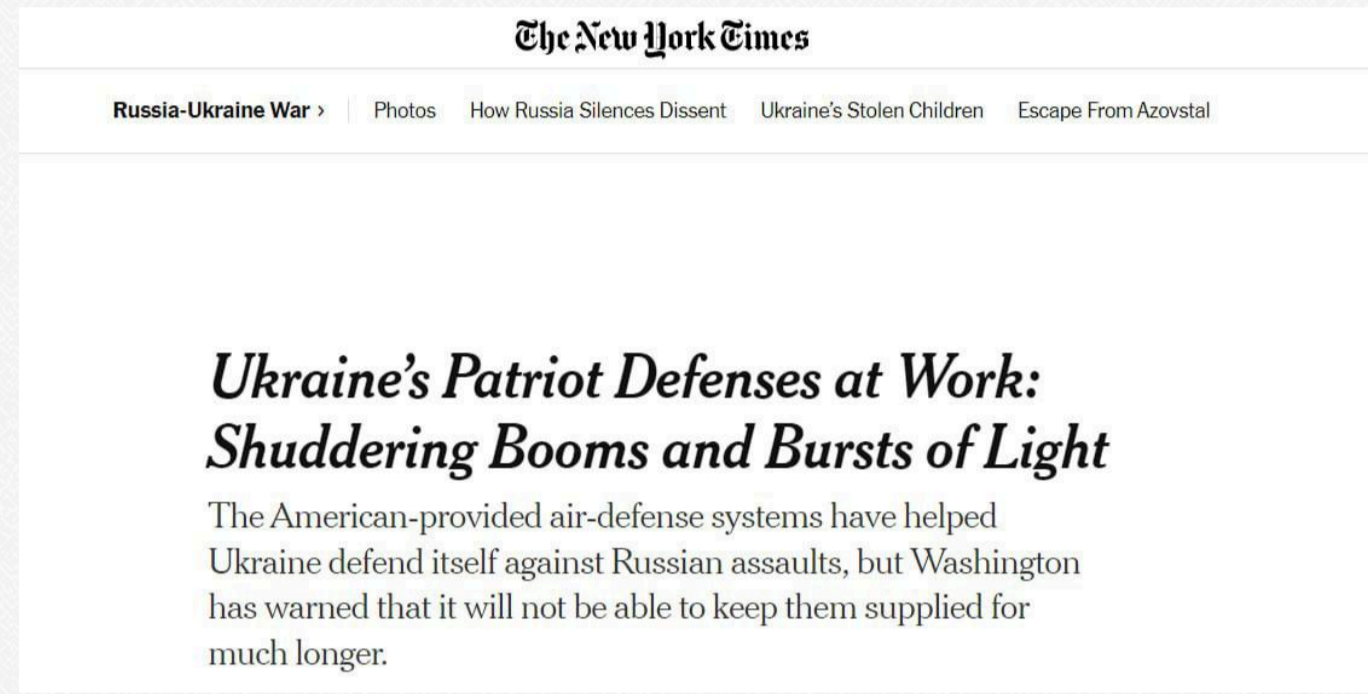 The New York Times
Russia-Ukraine War › Photos How Russia Silences Dissent Ukraine’s Stolen Children Escape From Azovstal
Ukraine’s Patriot Defenses at Work:
Shuddering Booms and Bursts of Light
The American-provided air-defense systems have helped
Ukraine defend itself against Russian assaults, but Washington
has warned that it will not be able to keep them supplied for
much longer.